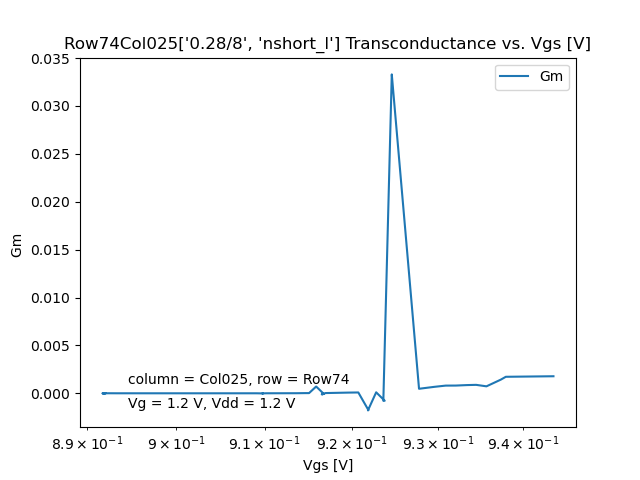 Row74Col025['0.28/8', 'nshort_l'] Transconductance vs. Vgs [V]
Gm
0.035
0.030
0.025
0.020
0.015
0.010
0.005
0.000
Gm
column = Col025, row = Row74
Vg = 1.2 V, Vdd = 1.2 V
8.9 × 10⁻¹ 9 × 10⁻¹ 9.1 × 10⁻¹ 9.2 × 10⁻¹ 9.3 × 10⁻¹ 9.4 × 10⁻¹
Vgs [V]